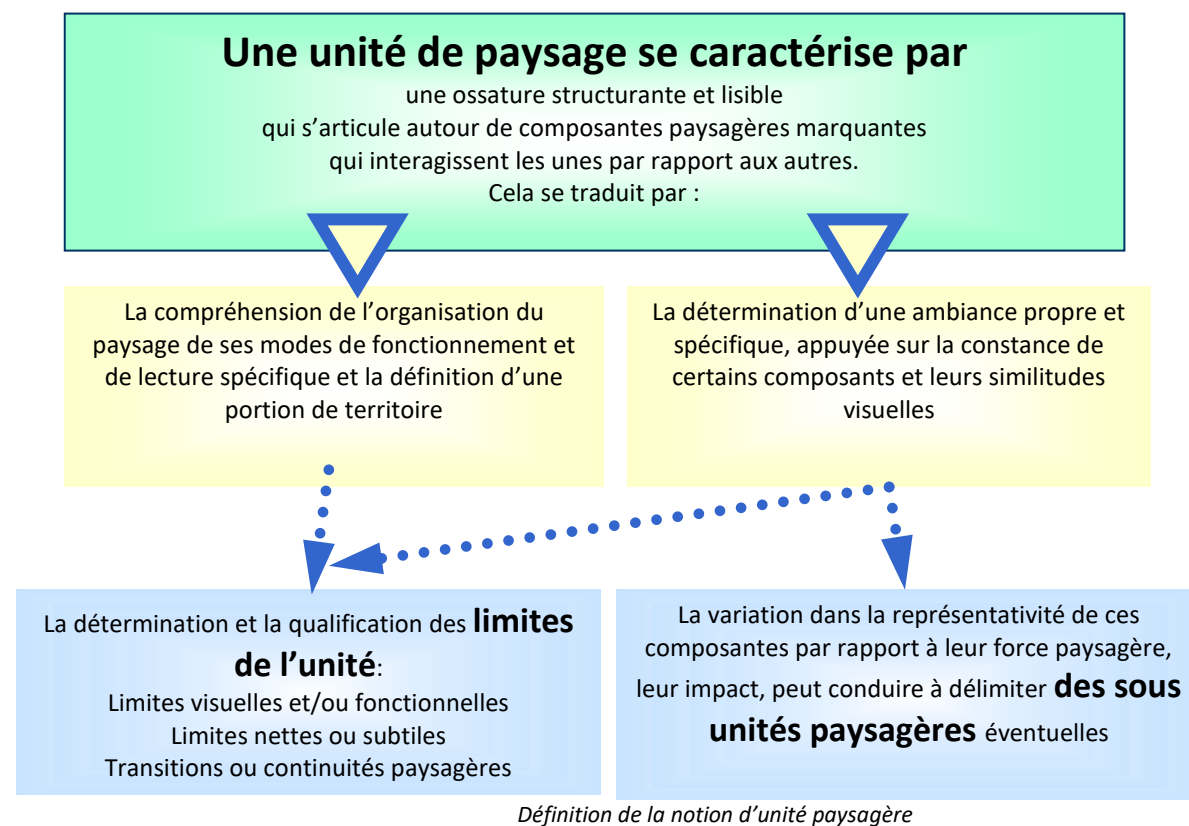 Une unité de paysage se caractérise par
une ossature structurante et lisible
qui s’articule autour de composantes paysagères marquantes
qui interagissent les unes par rapport aux autres.
Cela se traduit par :
La compréhension de l’organisation du
paysage de ses modes de fonctionnement et
de lecture spécifique et la définition d’une
portion de territoire
La détermination d’une ambiance propre et
spécifique, appuyée sur la constance de
certains composants et leurs similitudes
visuelles
La détermination et la qualification des limites
de l’unité:
Limites visuelles et/ou fonctionnelles
Limites nettes ou subtiles
Transitions ou continuités paysagères
La variation dans la représentativité de ces
composantes par rapport à leur force paysagère,
leur impact, peut conduire à délimiter des sous
unités paysagères éventuelles
Définition de la notion d’unité paysagère